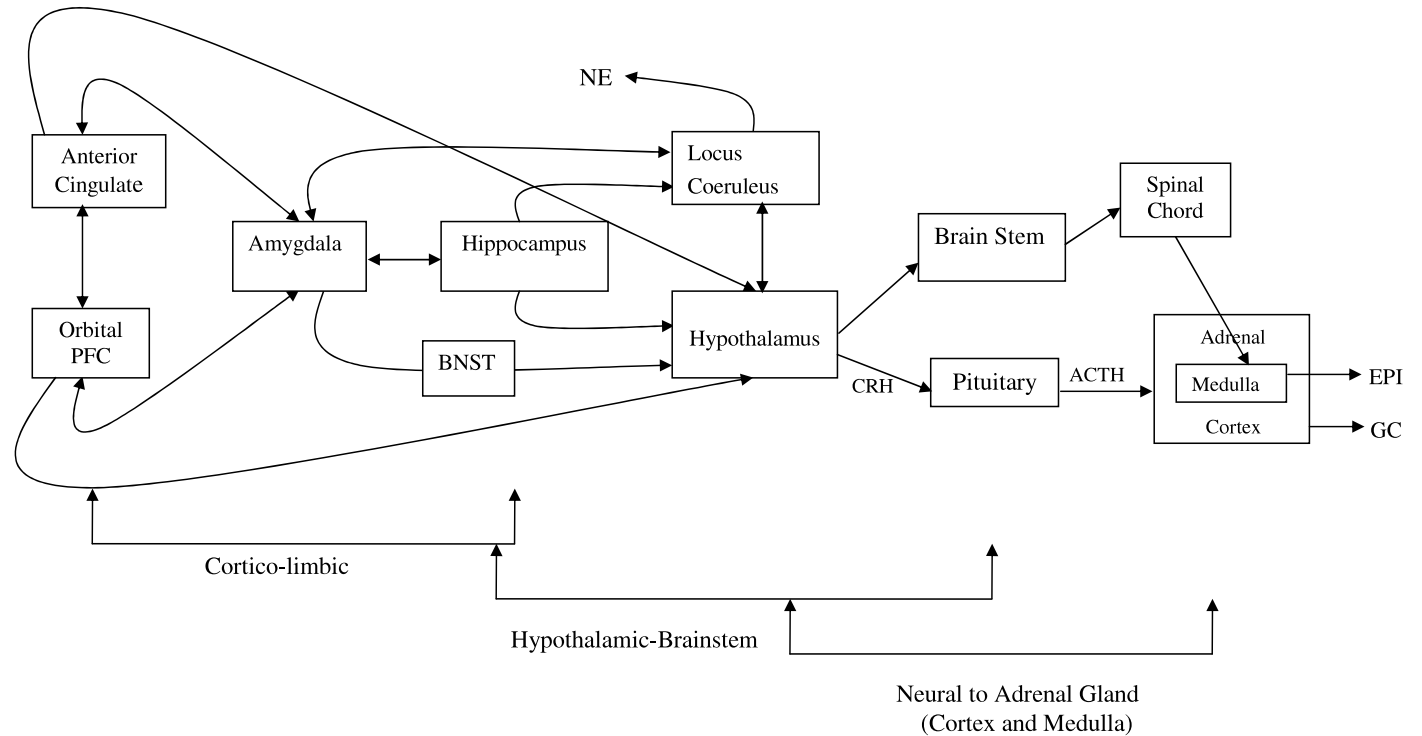 NE
Anterior
Cingulate
Locus
Coeruleus
Spinal
Chord
Amygdala
Hippocampus
Brain Stem
Orbital
PFC
BNST
Hypothalamus
CRH
Pituitary
ACTH
Adrenal
Medulla
Cortex
EPI
GC
Cortico-limbic
Hypothalamic-Brainstem
Neural to Adrenal Gland
(Cortex and Medulla)